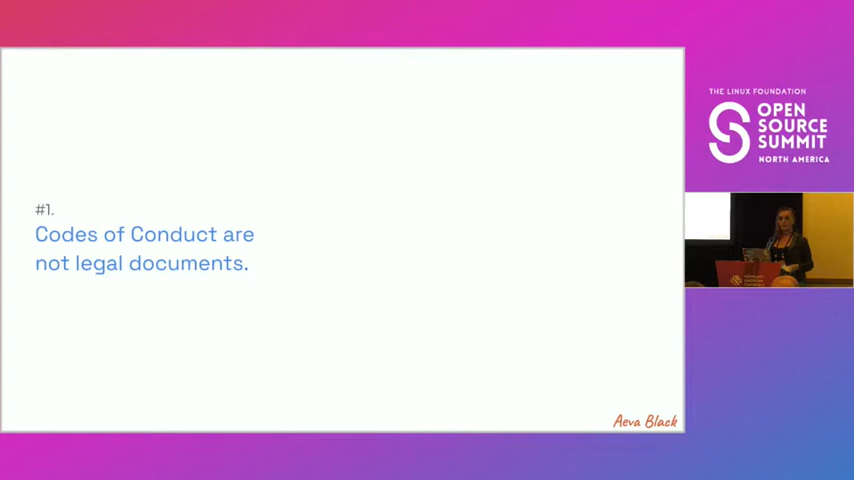 #1.
Codes of Conduct are
not legal documents.
Aeva Black
THE LINUX FOUNDATION
OPEN
SOURCE
SUMMIT
NORTH AMERICA